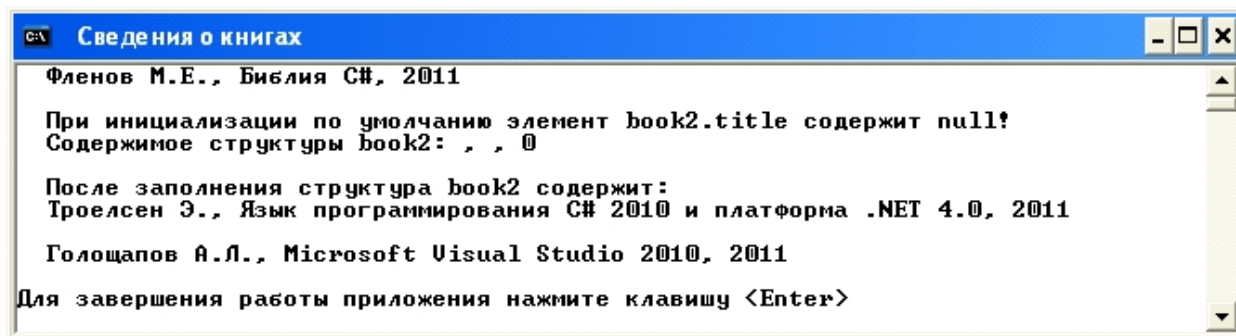 Сведения о книгах
Фленов М.Е., Библия C#, 2011
При инициализации по умолчанию элемент book2.title содержит null!
Содержимое структуры book2: , , 0
После заполнения структура book2 содержит:
Троелсен Э., Язык программирования C# 2010 и платформа .NET 4.0, 2011
Голощапов А.Л., Microsoft Visual Studio 2010, 2011
Для завершения работы приложения нажмите клавишу <Enter>